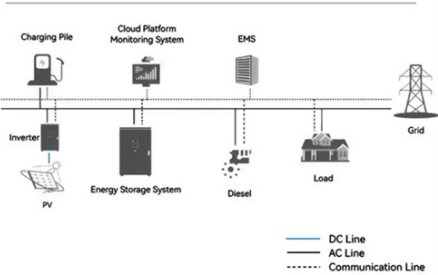 Charging Pile
Cloud Platform
Monitoring System
EMS
Grid
Inverter
PV
Energy Storage System
Diesel
Load
DC Line
AC Line
Communication Line